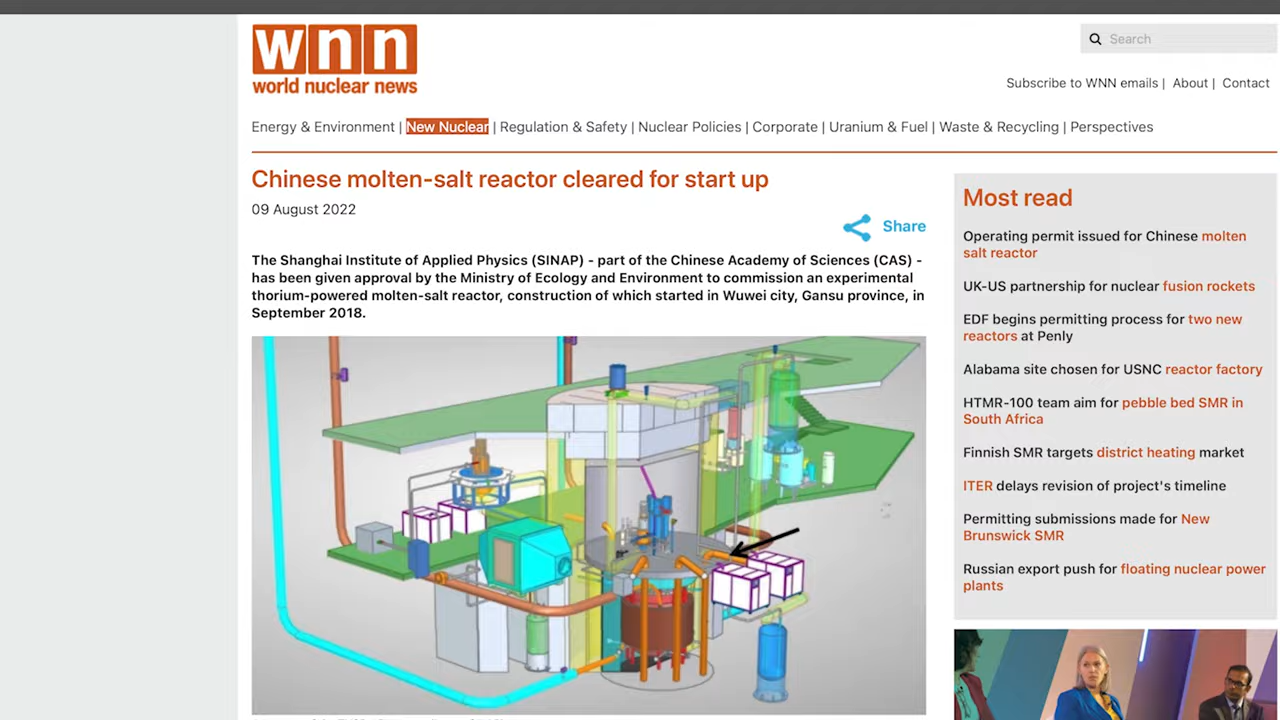 wnn
world nuclear news
Search
Subscribe to WNN emails | About | Contact
Energy & Environment | New Nuclear | Regulation & Safety | Nuclear Policies | Corporate | Uranium & Fuel | Waste & Recycling | Perspectives
Chinese molten-salt reactor cleared for start up
09 August 2022
Share
The Shanghai Institute of Applied Physics (SINAP) - part of the Chinese Academy of Sciences (CAS) -
has been given approval by the Ministry of Ecology and Environment to commission an experimental
thorium-powered molten-salt reactor, construction of which started in Wuwei city, Gansu province, in
September 2018.
Most read
Operating permit issued for Chinese molten
salt reactor
UK-US partnership for nuclear fusion rockets
EDF begins permitting process for two new
reactors at Penly
Alabama site chosen for USNC reactor factory
HTMR-100 team aim for pebble bed SMR in
South Africa
Finnish SMR targets district heating market
ITER delays revision of project's timeline
Permitting submissions made for New
Brunswick SMR
Russian export push for floating nuclear power
plants